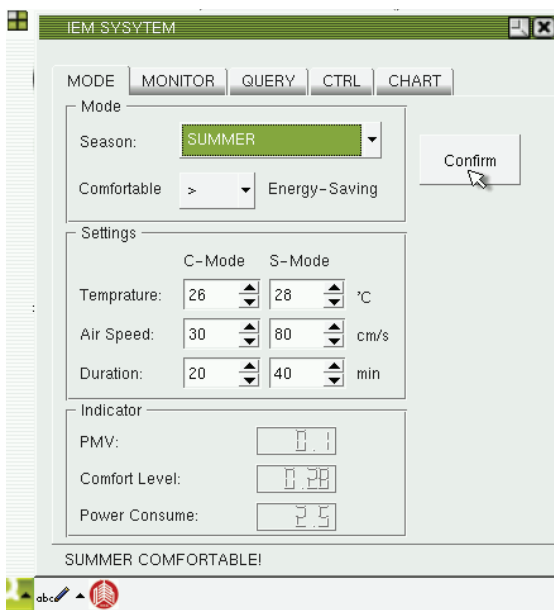 IEM SYSYTEM
MODE MONITOR QUERY CTRL CHART
Mode
Season: SUMMER
Confirm
Comfortable > Energy-Saving
Settings
C-Mode S-Mode
Temprature: 26 28 °C
Air Speed: 30 80 cm/s
Duration: 20 40 min
Indicator
PMV: 0.1
Comfort Level: 0.28
Power Consume: 2.5
SUMMER COMFORTABLE!
abc